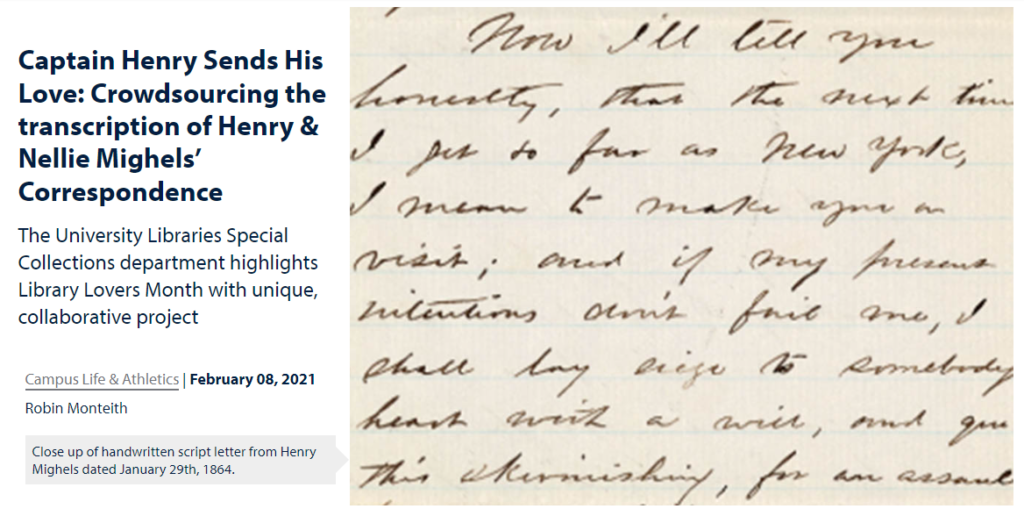 Captain Henry Sends His
Love: Crowdsourcing the
transcription of Henry &
Nellie Mighels’
Correspondence
The University Libraries Special
Collections department highlights
Library Lovers Month with unique,
collaborative project
Campus Life & Athletics | February 08, 2021
Robin Monteith
Close up of handwritten script letter from Henry
Mighels dated January 29th, 1864.
Now I'll tell you
honestly, that the next time
I get so far as New York,
I mean to make you a
visit; and if my present
intentions don't fail me, I
shall lay siege to somebody
heart with a will, and
this skirmishing, for an assaul